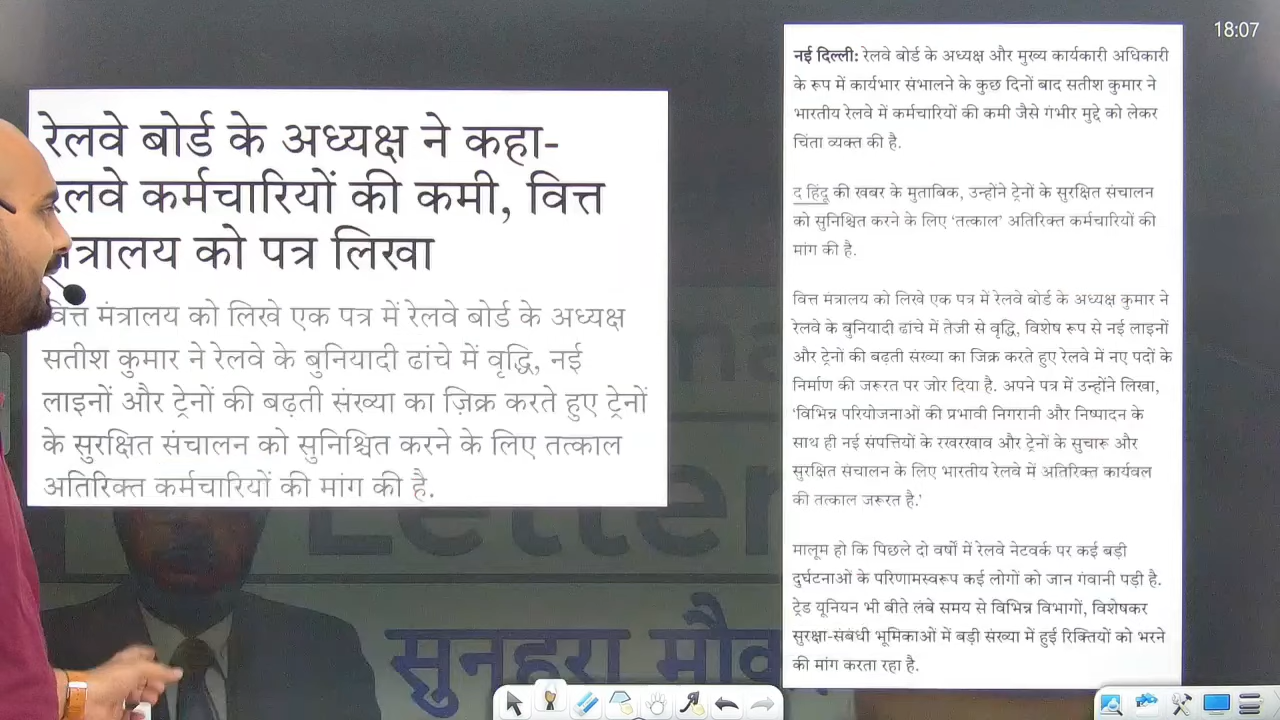 रेलवे बोर्ड के अध्यक्ष ने कहा-
रेलवे कर्मचारियों की कमी, वित्त
मंत्रालय को पत्र लिखा
वित्त मंत्रालय को लिखे एक पत्र में रेलवे बोर्ड के अध्यक्ष
सतीश कुमार ने रेलवे के बुनियादी ढांचे में वृद्धि, नई
लाइनों और ट्रेनों की बढ़ती संख्या का ज़िक्र करते हुए ट्रेनों
के सुरक्षित संचालन को सुनिश्चित करने के लिए तत्काल
अतिरिक्त कर्मचारियों की मांग की है.
Letter
सुनहरा मौक
18:07
नई दिल्ली: रेलवे बोर्ड के अध्यक्ष और मुख्य कार्यकारी अधिकारी
के रूप में कार्यभार संभालने के कुछ दिनों बाद सतीश कुमार ने
भारतीय रेलवे में कर्मचारियों की कमी जैसे गंभीर मुद्दे को लेकर
चिंता व्यक्त की है.
द हिंदू की खबर के मुताबिक, उन्होंने ट्रेनों के सुरक्षित संचालन
को सुनिश्चित करने के लिए ‘तत्काल’ अतिरिक्त कर्मचारियों की
मांग की है.
वित्त मंत्रालय को लिखे एक पत्र में रेलवे बोर्ड के अध्यक्ष कुमार ने
रेलवे के बुनियादी ढांचे में तेजी से वृद्धि, विशेष रूप से नई लाइनों
और ट्रेनों की बढ़ती संख्या का जिक्र करते हुए रेलवे में नए पदों के
निर्माण की जरूरत पर जोर दिया है. अपने पत्र में उन्होंने लिखा,
‘विभिन्न परियोजनाओं की प्रभावी निगरानी और निष्पादन के
साथ ही नई संपत्तियों के रखरखाव और ट्रेनों के सुचारू और
सुरक्षित संचालन के लिए भारतीय रेलवे में अतिरिक्त कार्यबल
की तत्काल जरूरत है.’
मालूम हो कि पिछले दो वर्षों में रेलवे नेटवर्क पर कई बड़ी
दुर्घटनाओं के परिणामस्वरूप कई लोगों को जान गंवानी पड़ी है.
ट्रेड यूनियन भी बीते लंबे समय से विभिन्न विभागों, विशेषकर
सुरक्षा-संबंधी भूमिकाओं में बड़ी संख्या में हुई रिक्तियों को भरने
की मांग करता रहा है.